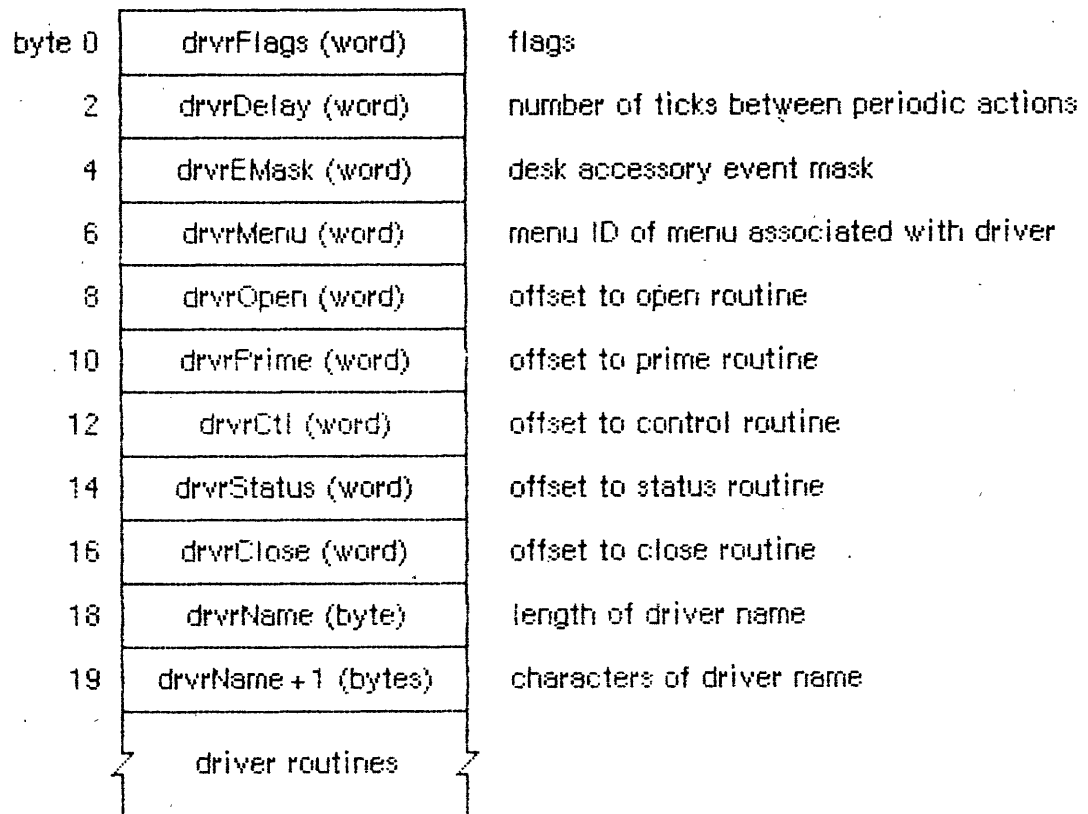 byte 0 drvrFlags (word) flags
2 drvrDelay (word) number of ticks between periodic actions
4 drvrEMask (word) desk accessory event mask
6 drvrMenu (word) menu ID of menu associated with driver
8 drvrOpen (word) offset to open routine
10 drvrPrime (word) offset to prime routine
12 drvrCtl (word) offset to control routine
14 drvrStatus (word) offset to status routine
16 drvrClose (word) offset to close routine
18 drvrName (byte) length of driver name
19 drvrName + 1 (bytes) characters of driver name
driver routines